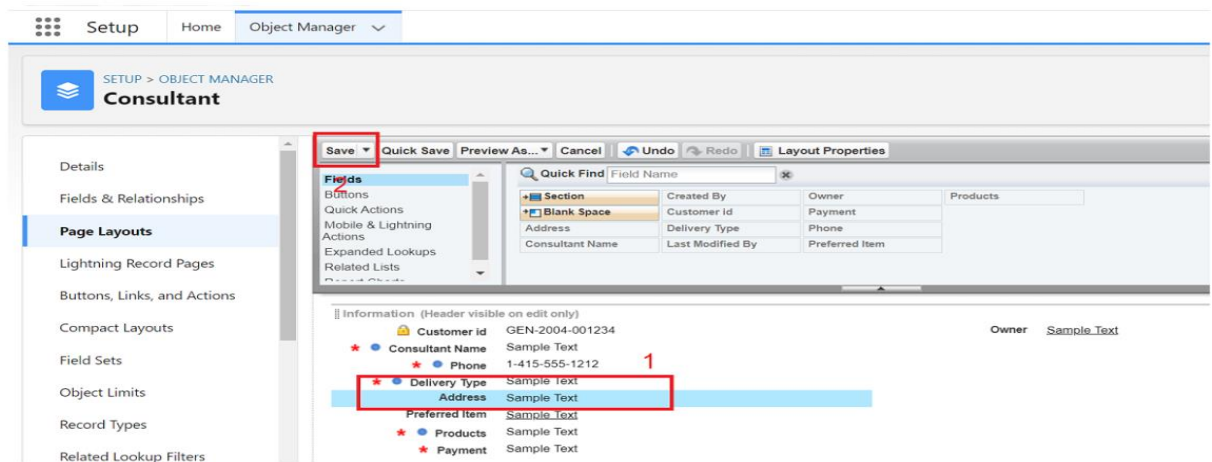 Setup Home Object Manager
SETUP > OBJECT MANAGER
Consultant
Details
Fields & Relationships
Page Layouts
Lightning Record Pages
Buttons, Links, and Actions
Compact Layouts
Field Sets
Object Limits
Record Types
Related Lookup Filters
Save Quick Save Preview As... Cancel Undo Redo Layout Properties
Fields
2
Buttons
Quick Actions
Mobile & Lightning
Actions
Expanded Lookups
Related Lists
Report Charts
Quick Find Field Name
Section Created By Owner Products
Blank Space Customer id Payment
Address Delivery Type Phone
Consultant Name Last Modified By Preferred Item
Information (Header visible on edit only)
Customer id GEN-2004-001234 Owner Sample Text
* Consultant Name Sample Text
* Phone 1-415-555-1212 1
* Delivery Type Sample Text
Address Sample Text
Preferred Item Sample Text
* Products Sample Text
* Payment Sample Text